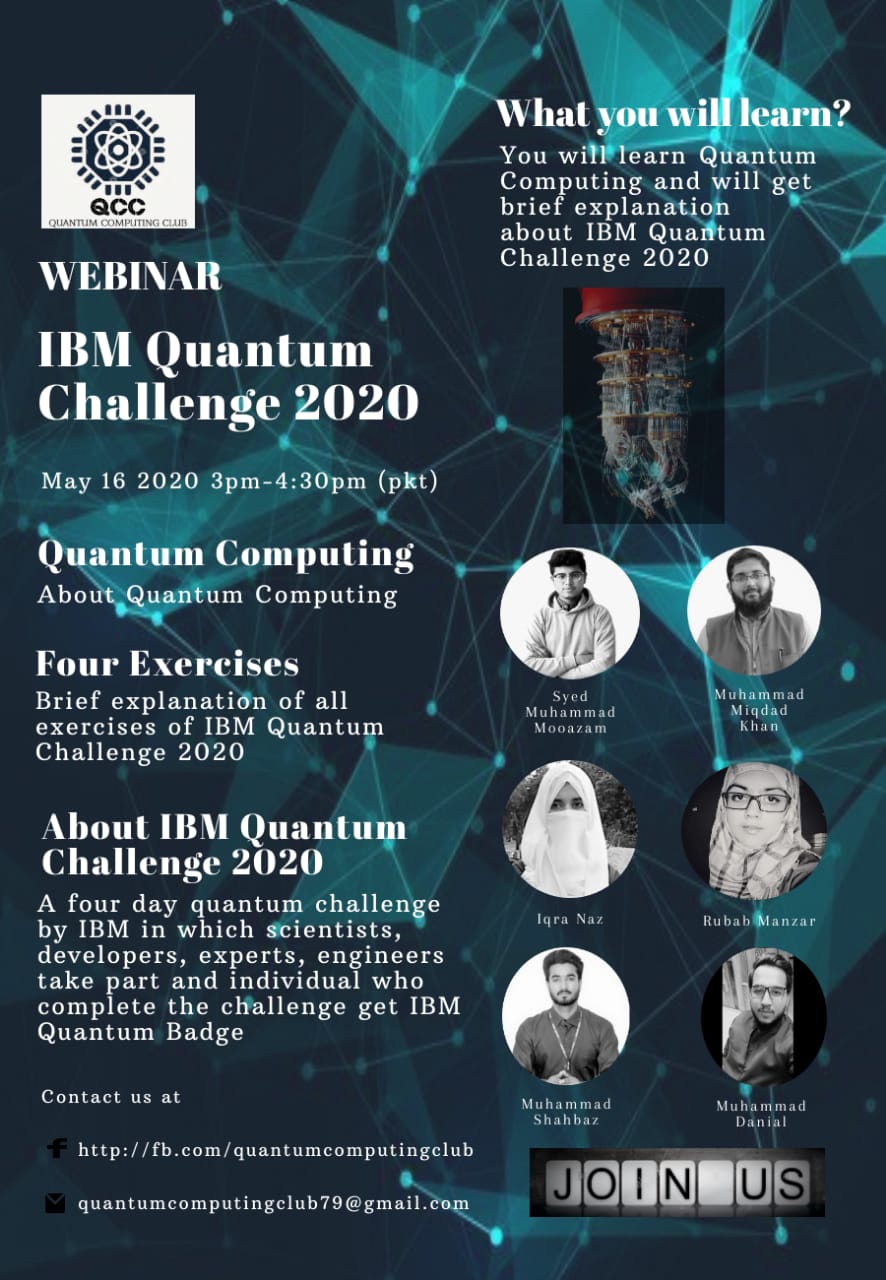 QCC
QUANTUM COMPUTING CLUB
WEBINAR
IBM Quantum
Challenge 2020
May 16 2020 3pm-4:30pm (pkt)
Quantum Computing
About Quantum Computing
Four Exercises
Brief explanation of all
exercises of IBM Quantum
Challenge 2020
About IBM Quantum
Challenge 2020
A four day quantum challenge
by IBM in which scientists,
developers, experts, engineers
take part and individual who
complete the challenge get IBM
Quantum Badge
Contact us at
http://fb.com/quantumcomputingclub
quantumcomputingclub79@gmail.com
What you will learn?
You will learn Quantum
Computing and will get
brief explanation
about IBM Quantum
Challenge 2020
Syed
Muhammad
Mooazam
Muhammad
Miqdad
Khan
Iqra Naz
Rubab Manzar
Muhammad
Shahbaz
Muhammad
Danial
JOIN US